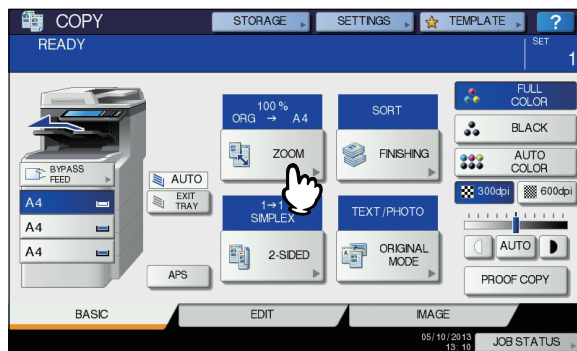 COPY
STORAGE
SETTINGS
TEMPLATE
?
READY
SET
1
100 %
ORG → A4
ZOOM
SORT
FINISHING
FULL
COLOR
BLACK
AUTO
COLOR
300dpi
600dpi
BYPASS
FEED
AUTO
EXIT
TRAY
A4
A4
A4
APS
1→1
SIMPLEX
2-SIDED
TEXT/PHOTO
ORIGINAL
MODE
AUTO
PROOF COPY
BASIC
EDIT
IMAGE
05/10/2013
13:10
JOB STATUS